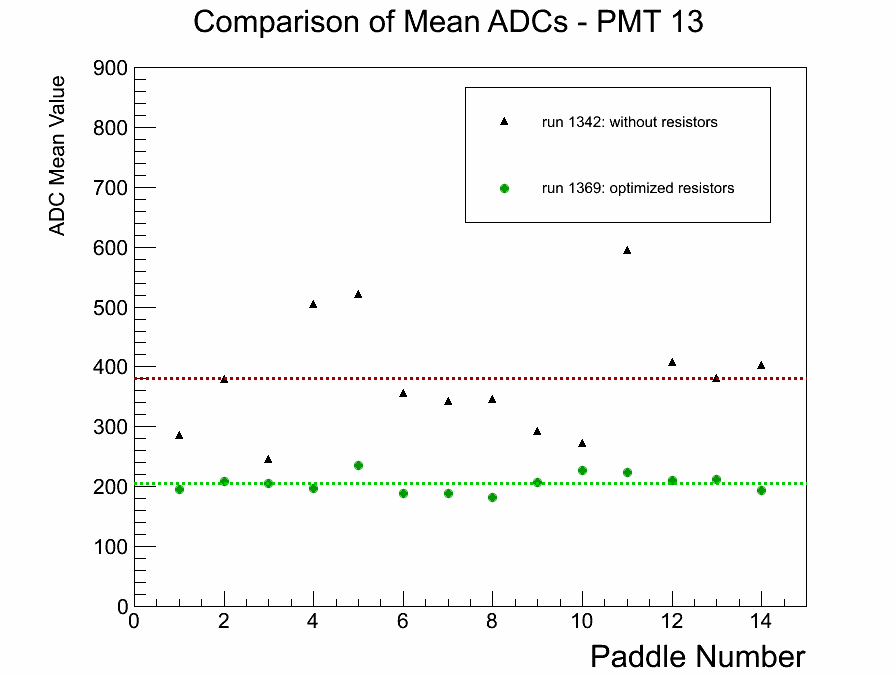 Comparison of Mean ADCs - PMT 13
ADC Mean Value
900
800
700
600
500
400
300
200
100
0
run 1342: without resistors
run 1369: optimized resistors
0 2 4 6 8 10 12 14
Paddle Number